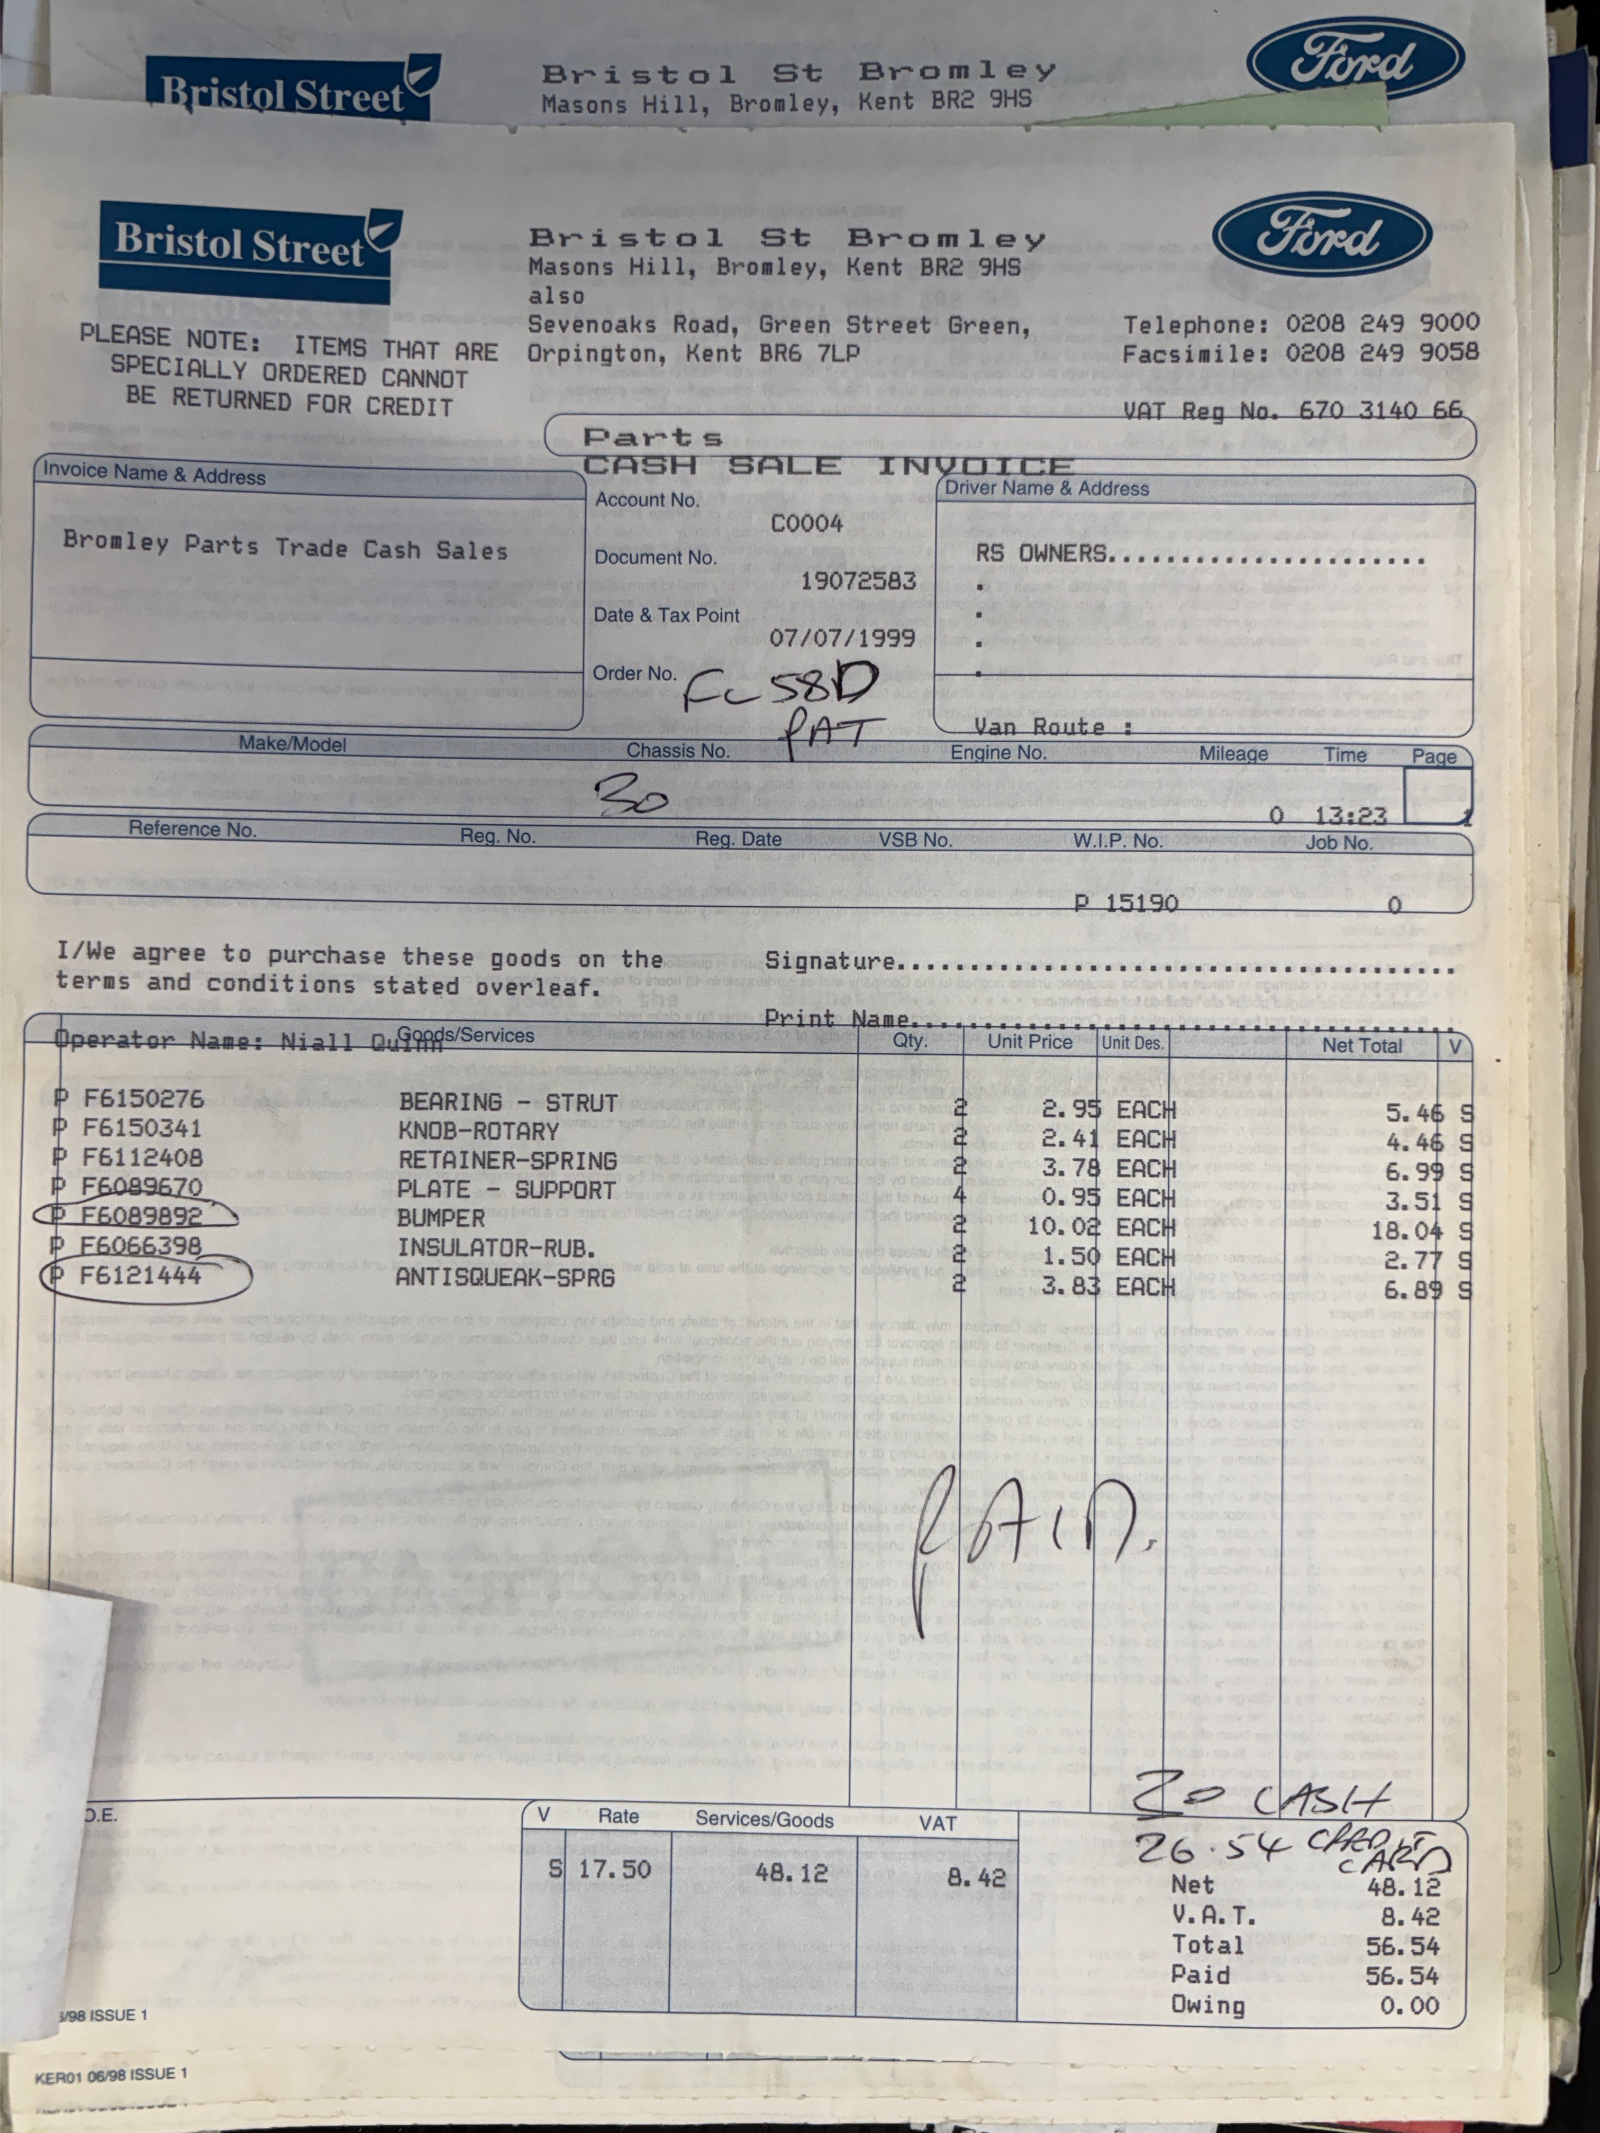 Bristol Street
Bristol St Bromley
Masons Hill, Bromley, Kent BR2 9HS
Ford
Bristol Street
Bristol St Bromley
Masons Hill, Bromley, Kent BR2 9HS
also
Sevenoaks Road, Green Street Green,
Orpington, Kent BR6 7LP
Ford
Telephone: 0208 249 9000
Facsimile: 0208 249 9058
VAT Reg No. 670 3140 66
PLEASE NOTE: ITEMS THAT ARE
SPECIALLY ORDERED CANNOT
BE RETURNED FOR CREDIT
Parts
CASH SALE INVOICE
Invoice Name & Address
Bromley Parts Trade Cash Sales
Account No.
C0004
Document No.
19072583
Date & Tax Point
07/07/1999
Order No.
FC58D
PAT
Driver Name & Address
RS OWNERS......................
.
.
.
.
Van Route :
Make/Model Chassis No. Engine No. Mileage Time Page
30 0 13:23 1
Reference No. Reg. No. Reg. Date VSB No. W.I.P. No. Job No.
P 15190 0
I/We agree to purchase these goods on the
terms and conditions stated overleaf.
Signature......................................
Print Name.....................................
Operator Name: Niall Quinn
Goods/Services Qty. Unit Price Unit Des. Net Total V
P F6150276 BEARING - STRUT 2 2.95 EACH 5.46 S
P F6150341 KNOB-ROTARY 2 2.41 EACH 4.46 S
P F6112408 RETAINER-SPRING 2 3.78 EACH 6.99 S
P F6089670 PLATE - SUPPORT 4 0.95 EACH 3.51 S
P F6089892 BUMPER 2 10.02 EACH 18.04 S
P F6066398 INSULATOR-RUB. 2 1.50 EACH 2.77 S
P F6121444 ANTISQUEAK-SPRG 2 3.83 EACH 6.89 S
PAID.
30 CASH
26.54 CREDIT
CARD
O.E.
V Rate Services/Goods VAT
S 17.50 48.12 8.42
Net 48.12
V.A.T. 8.42
Total 56.54
Paid 56.54
Owing 0.00
/98 ISSUE 1
KER01 06/98 ISSUE 1